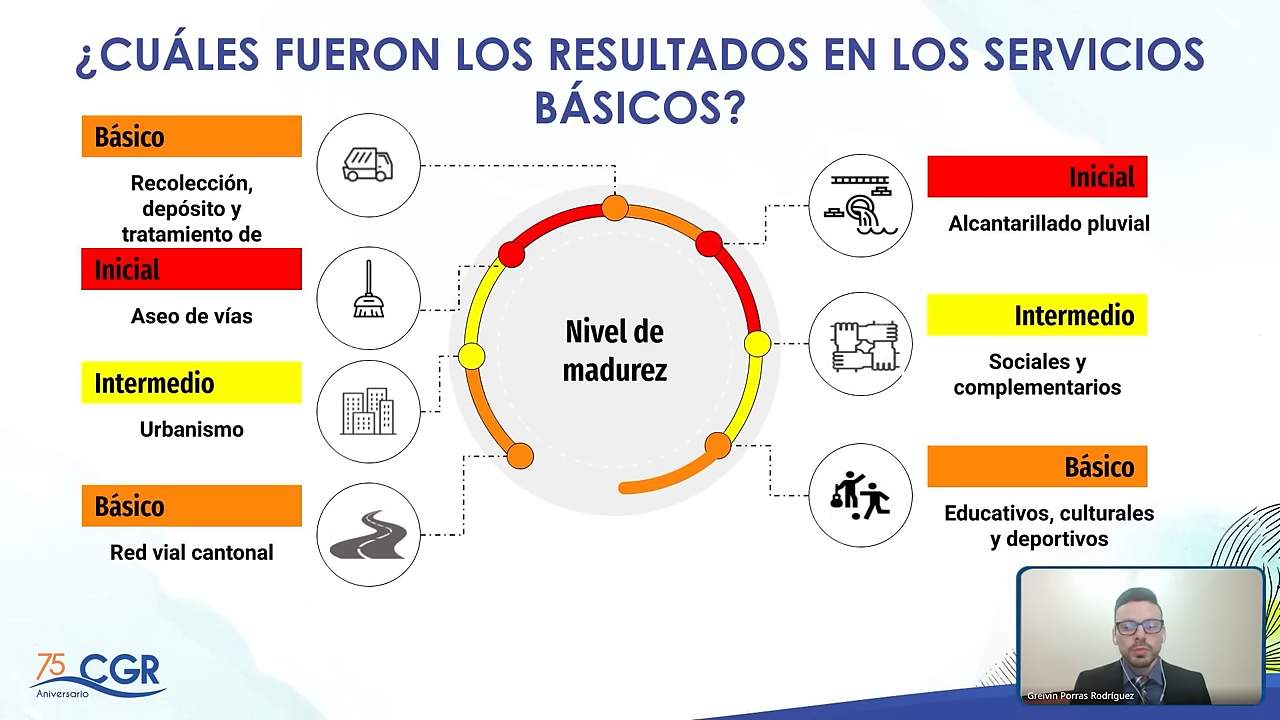 ¿CUÁLES FUERON LOS RESULTADOS EN LOS SERVICIOS
BÁSICOS?
Básico
Recolección,
depósito y
tratamiento de
Inicial
Aseo de vías
Intermedio
Urbanismo
Básico
Red vial cantonal
Nivel de
madurez
Inicial
Alcantarillado pluvial
Intermedio
Sociales y
complementarios
Básico
Educativos, culturales
y deportivos
75 CGR
Aniversario
Greivin Porras Rodríguez